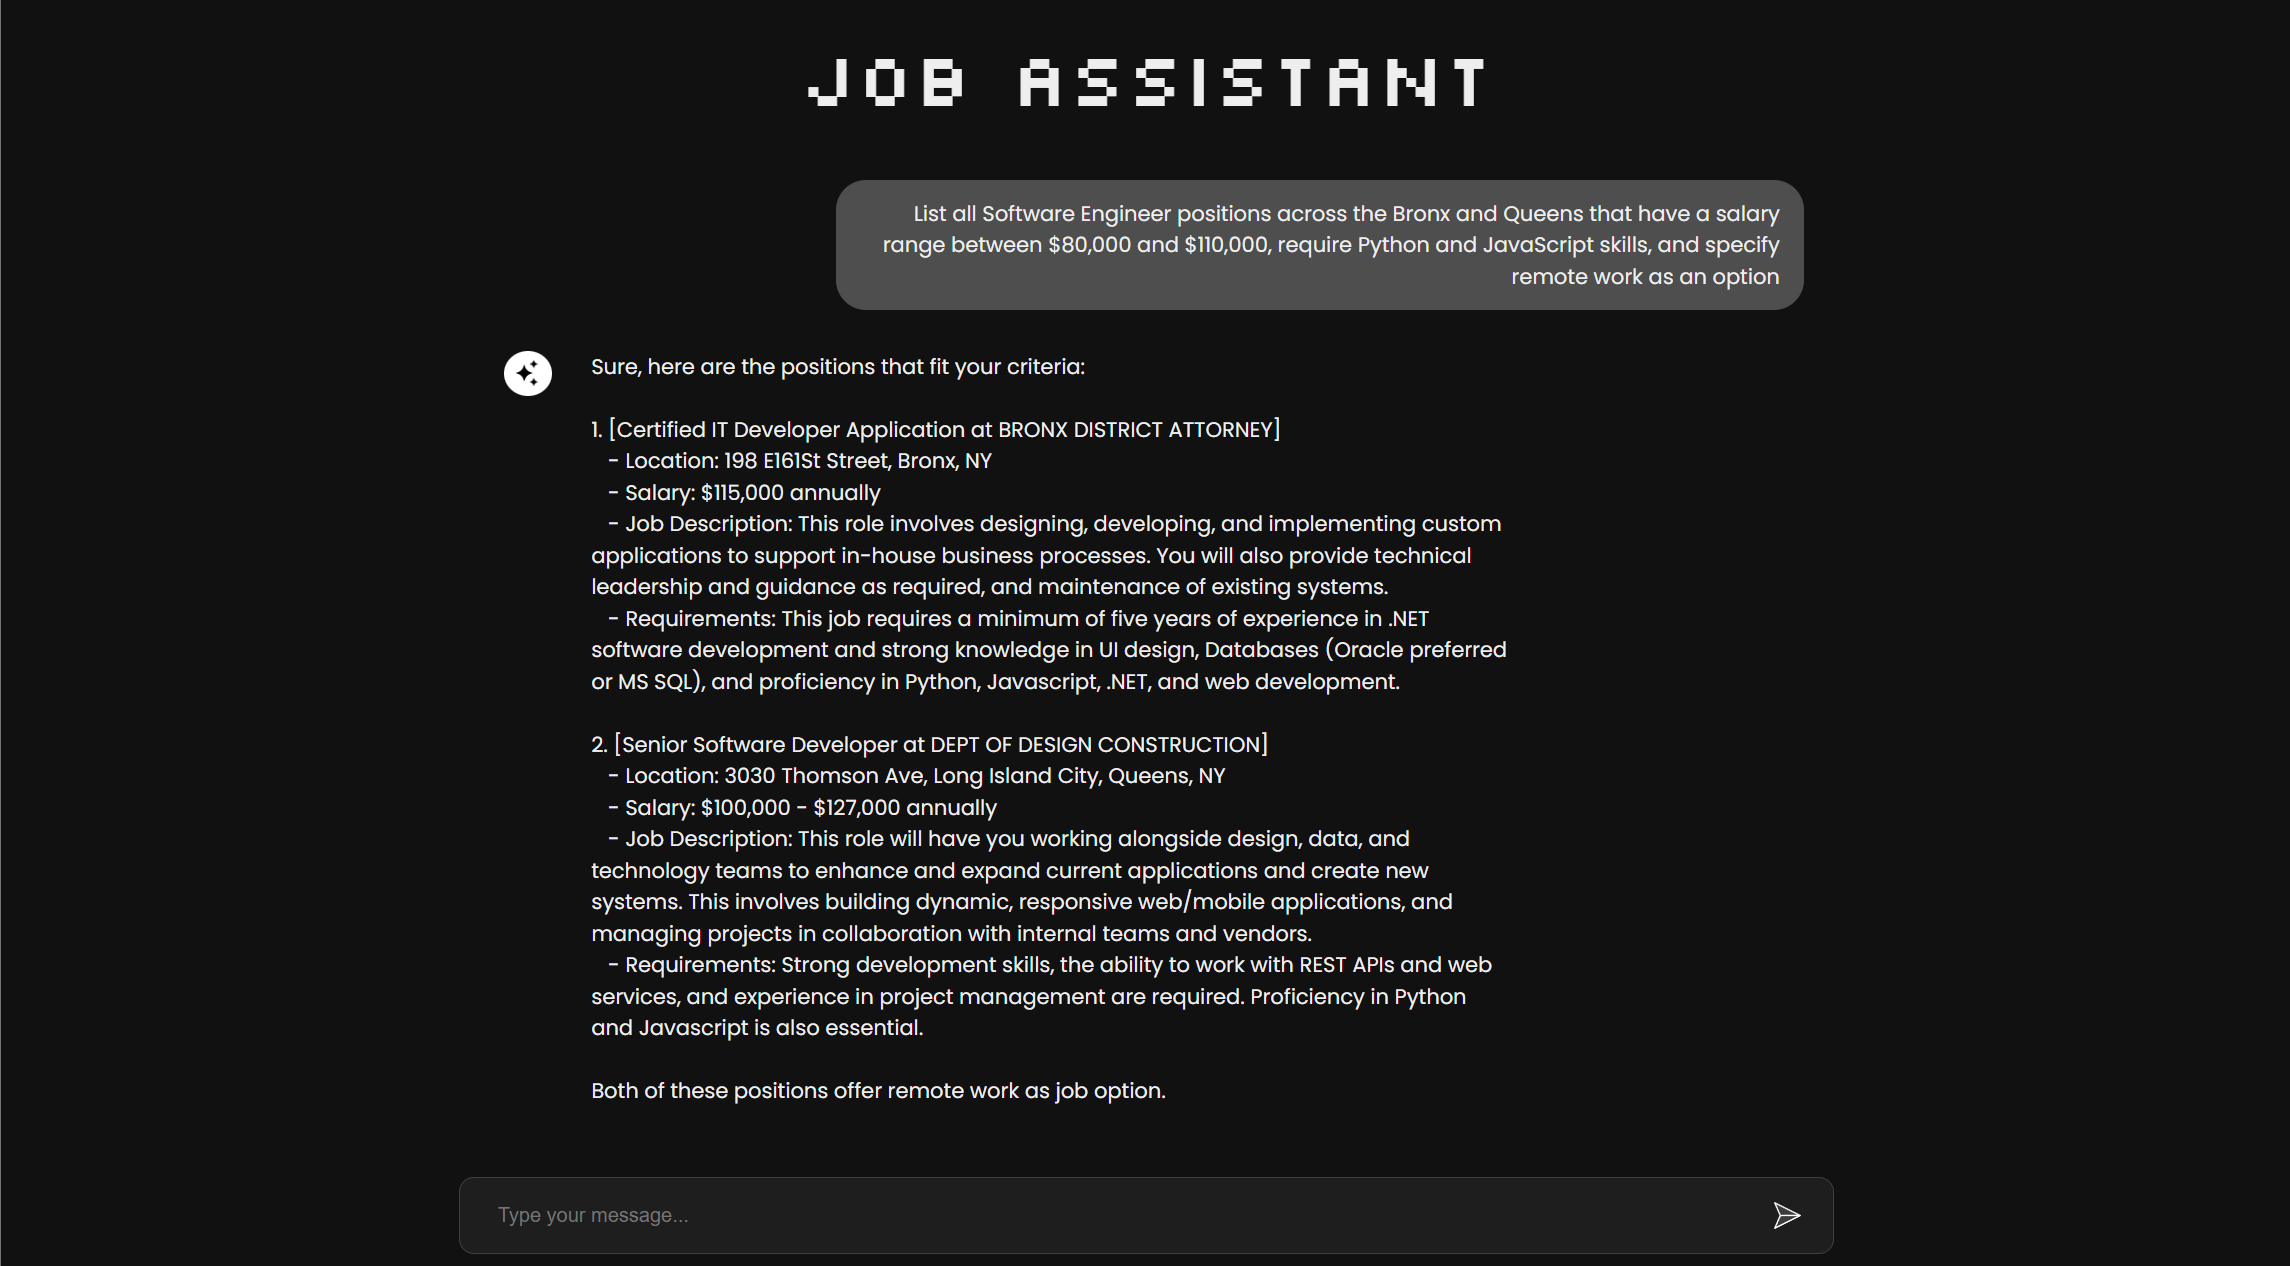 JOB ASSISTANT
List all Software Engineer positions across the Bronx and Queens that have a salary
range between $80,000 and $110,000, require Python and JavaScript skills, and specify
remote work as an option
Sure, here are the positions that fit your criteria:
1. [Certified IT Developer Application at BRONX DISTRICT ATTORNEY]
- Location: 198 E161St Street, Bronx, NY
- Salary: $115,000 annually
- Job Description: This role involves designing, developing, and implementing custom
applications to support in-house business processes. You will also provide technical
leadership and guidance as required, and maintenance of existing systems.
- Requirements: This job requires a minimum of five years of experience in .NET
software development and strong knowledge in UI design, Databases (Oracle preferred
or MS SQL), and proficiency in Python, Javascript, .NET, and web development.
2. [Senior Software Developer at DEPT OF DESIGN CONSTRUCTION]
- Location: 3030 Thomson Ave, Long Island City, Queens, NY
- Salary: $100,000 - $127,000 annually
- Job Description: This role will have you working alongside design, data, and
technology teams to enhance and expand current applications and create new
systems. This involves building dynamic, responsive web/mobile applications, and
managing projects in collaboration with internal teams and vendors.
- Requirements: Strong development skills, the ability to work with REST APIs and web
services, and experience in project management are required. Proficiency in Python
and Javascript is also essential.
Both of these positions offer remote work as job option.
Type your message...